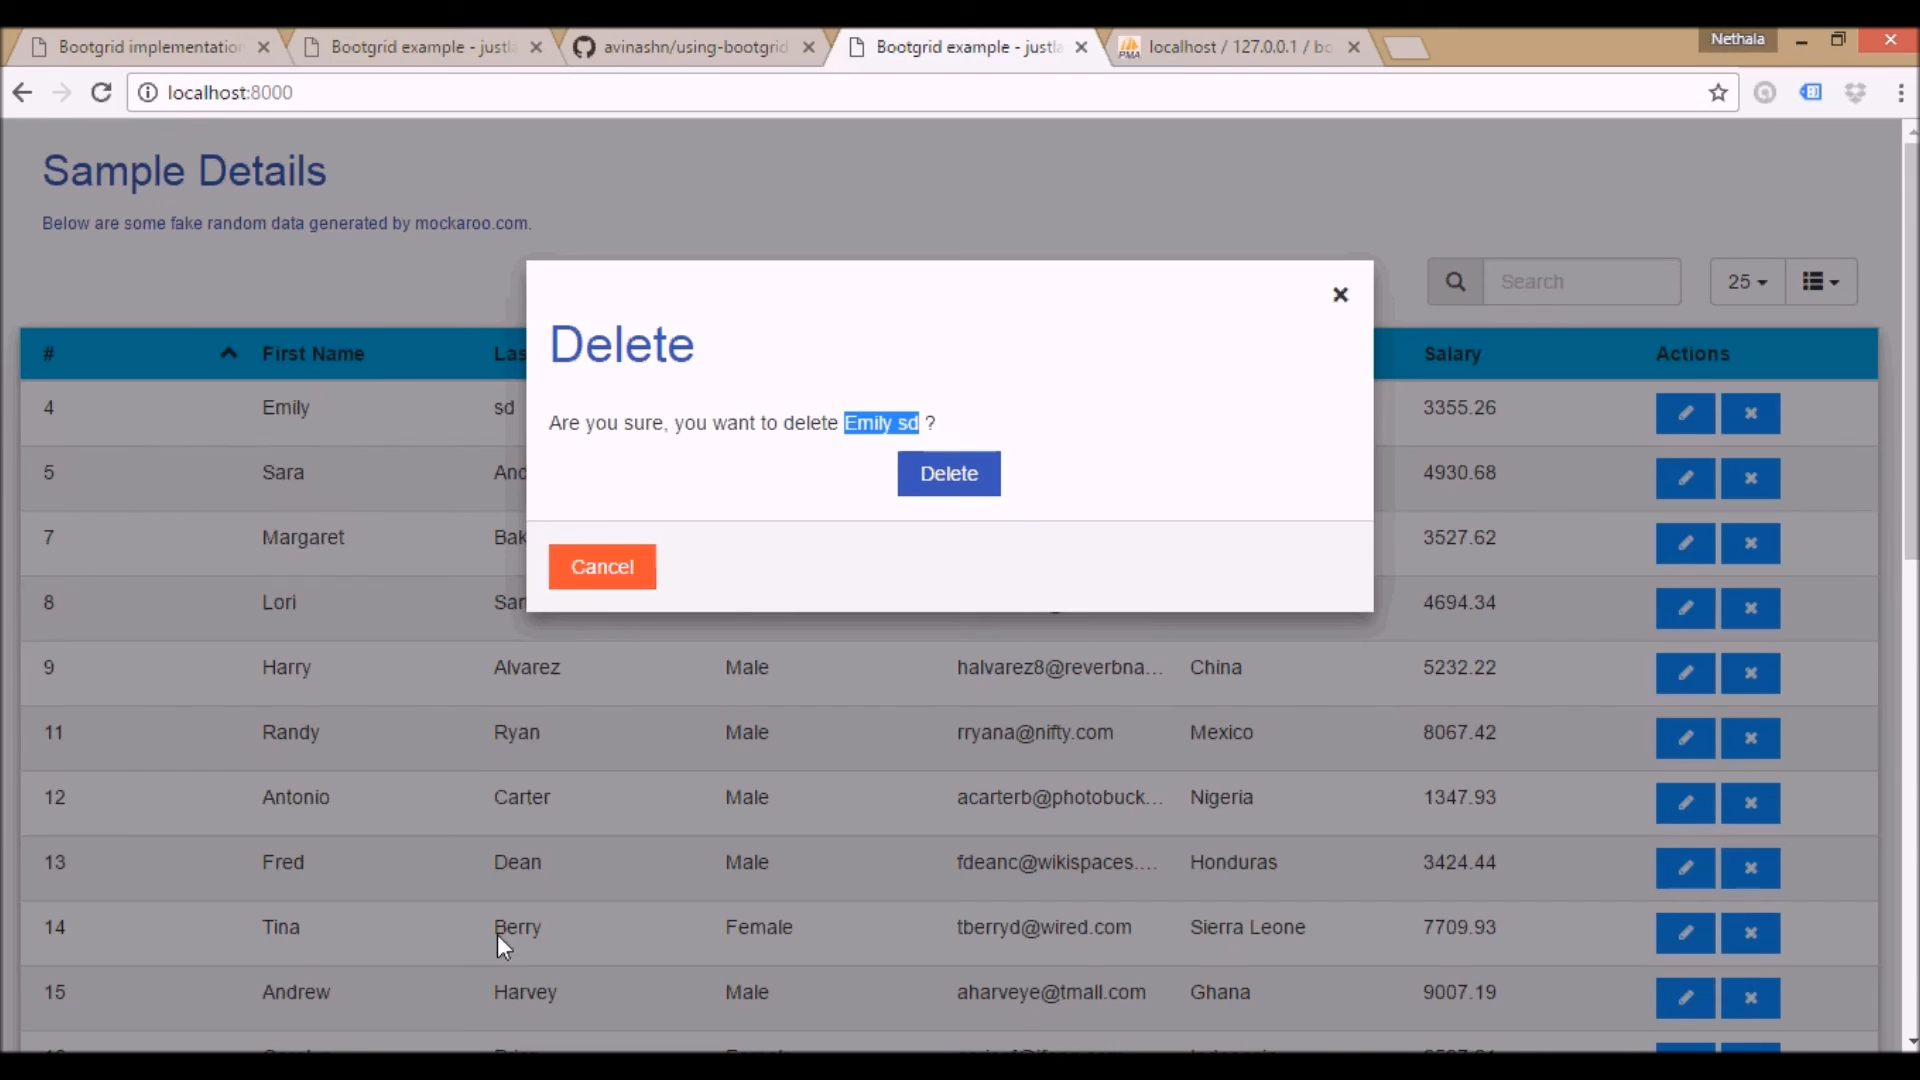 Bootgrid implementation
Bootgrid example - justla
avinashn/using-bootgrid
Bootgrid example - justla
localhost / 127.0.0.1 / bo
Nethala
localhost:8000
Sample Details
Below are some fake random data generated by mockaroo.com.
Search
25
Delete
Are you sure, you want to delete Emily sd ?
Delete
Cancel
# First Name Las Salary Actions
4 Emily sd 3355.26
5 Sara And 4930.68
7 Margaret Bak 3527.62
8 Lori San 4694.34
9 Harry Alvarez Male halvarez8@reverbna... China 5232.22
11 Randy Ryan Male rryana@nifty.com Mexico 8067.42
12 Antonio Carter Male acarterb@photobuck... Nigeria 1347.93
13 Fred Dean Male fdeanc@wikispaces.... Honduras 3424.44
14 Tina Berry Female tberryd@wired.com Sierra Leone 7709.93
15 Andrew Harvey Male aharveye@tmall.com Ghana 9007.19